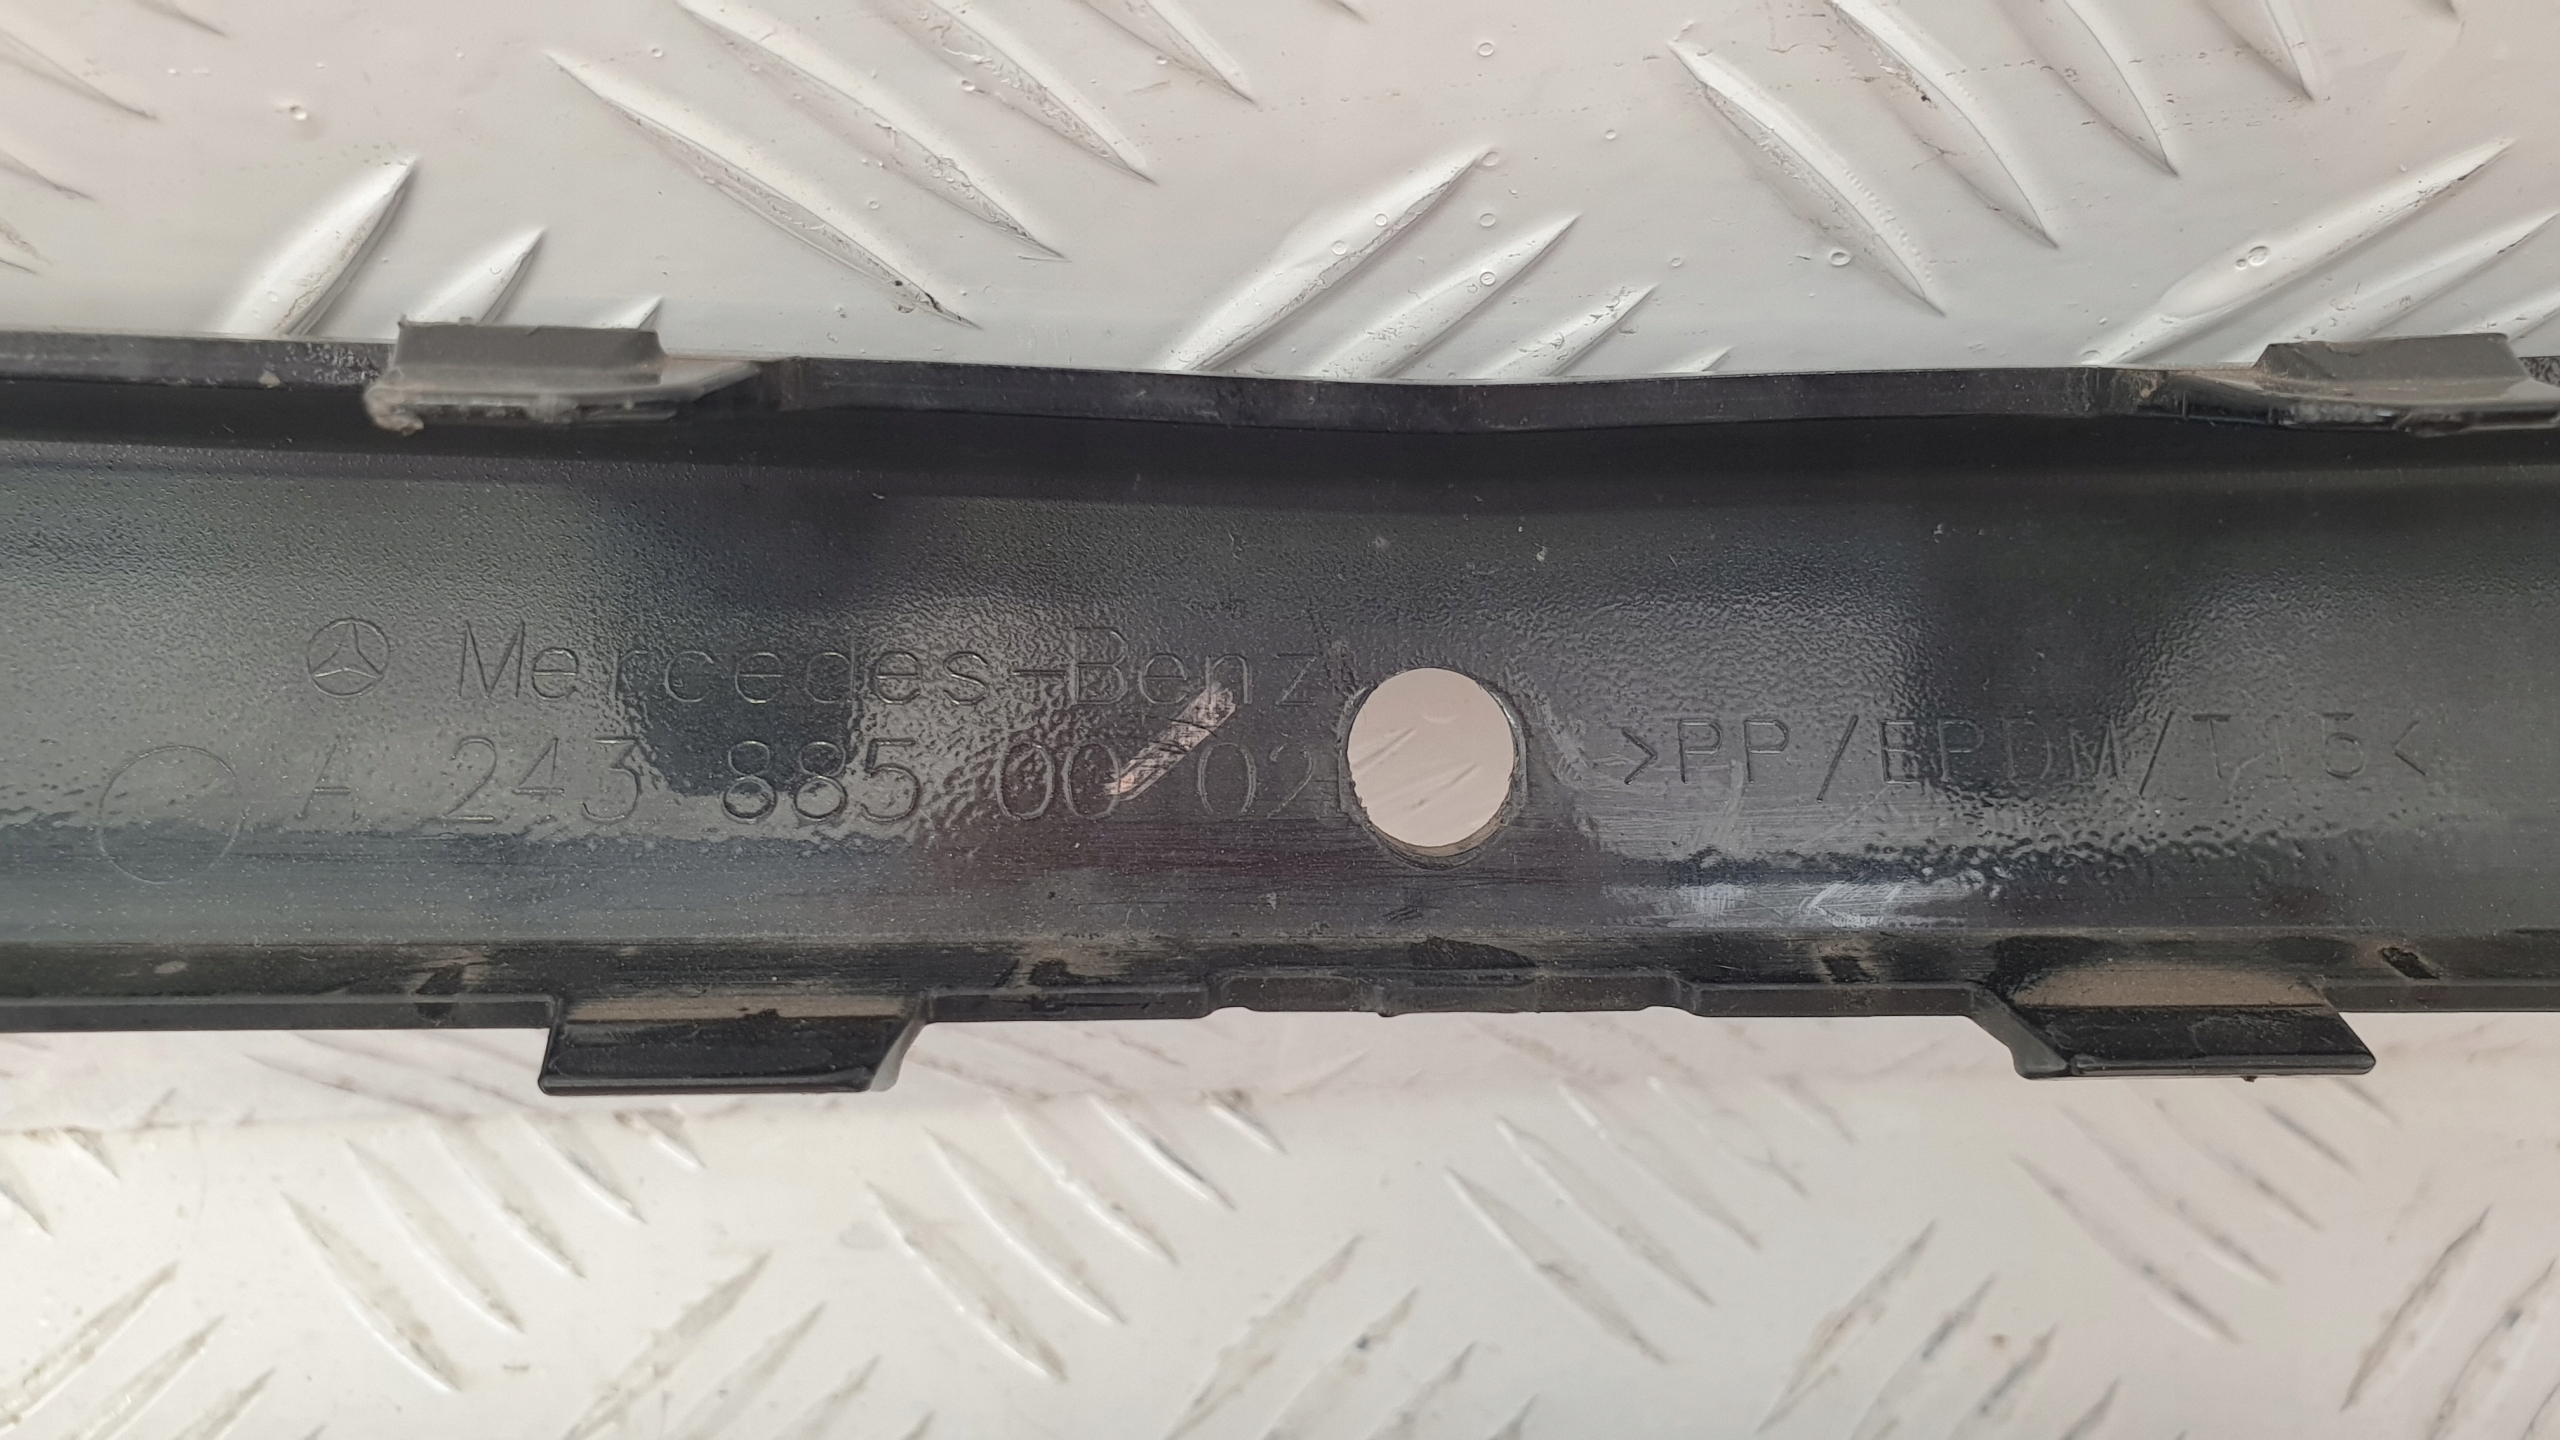 Mercedes-Benz
A 243 885 00 02
>PP/EPDM/T15<